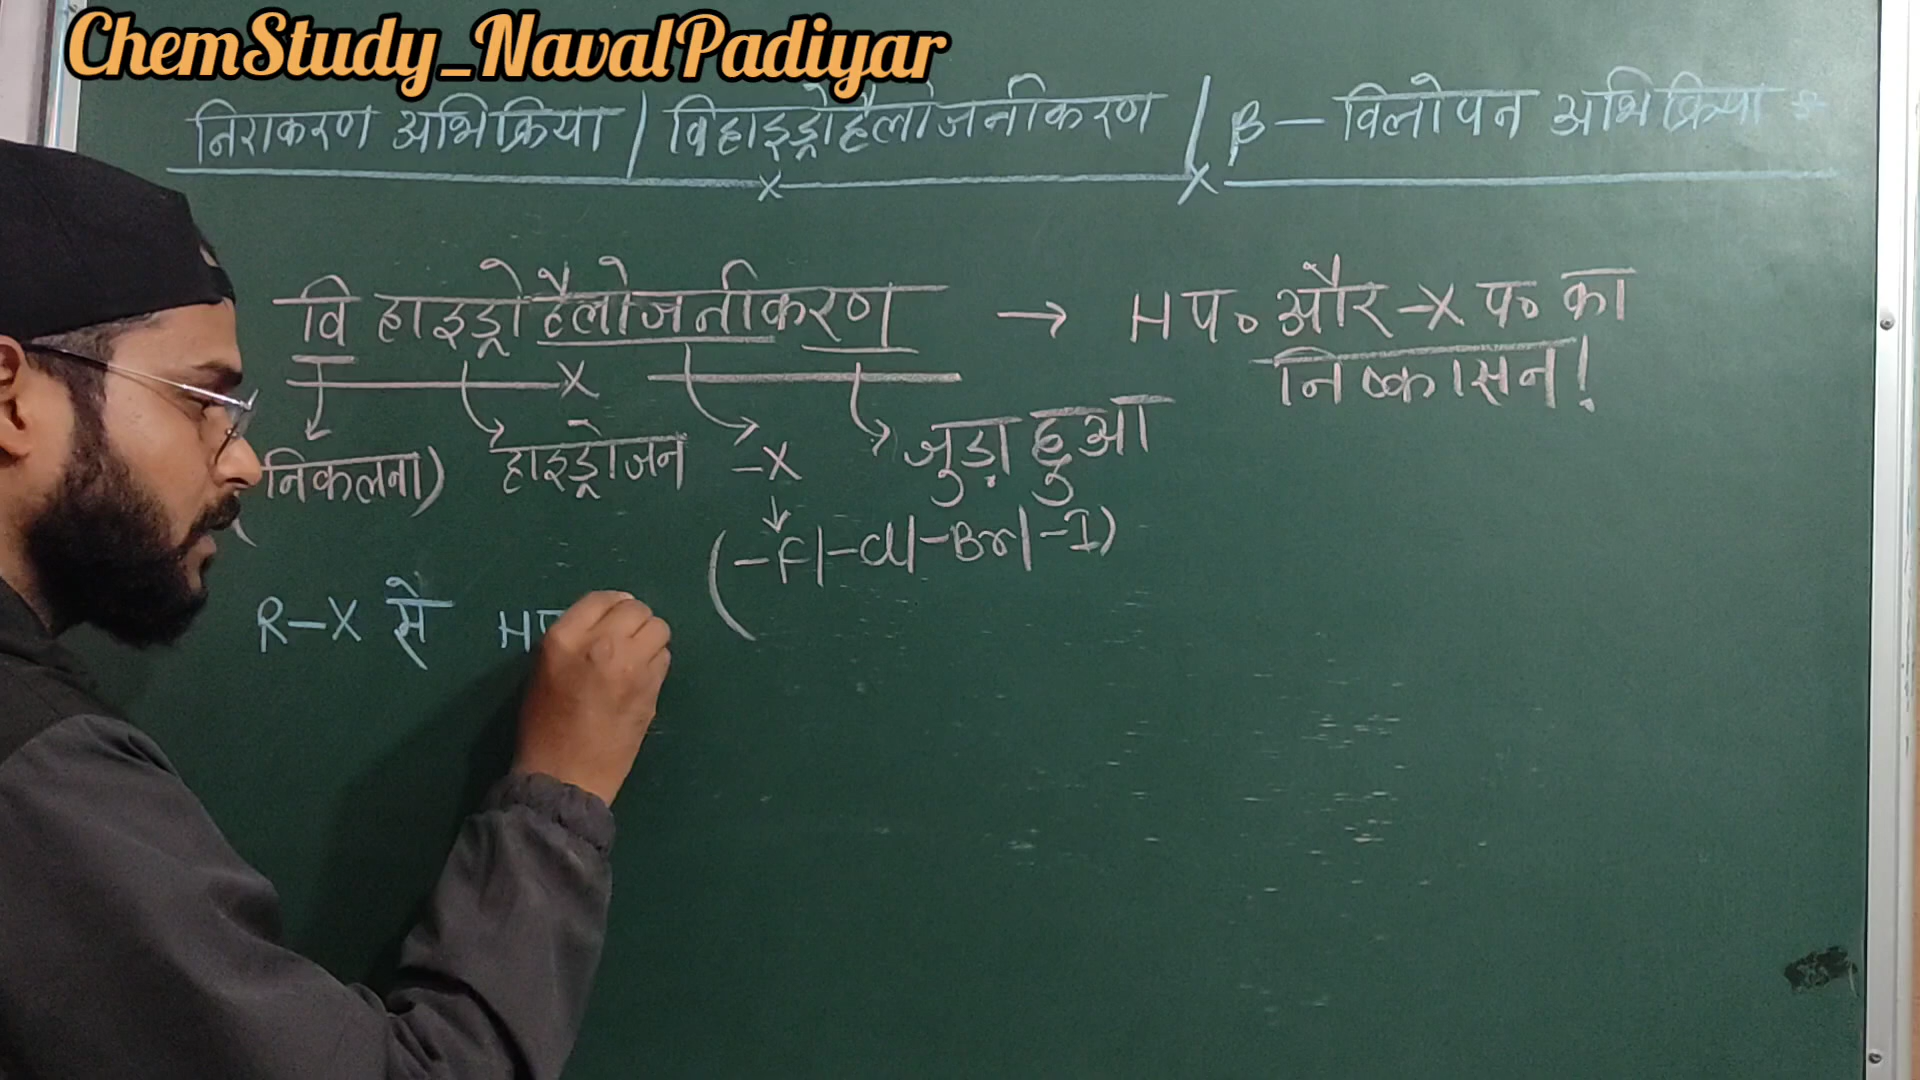 ChemStudy_NavalPadiyar
निराकरण अभिक्रिया / विहाइड्रोहैलोजनीकरण / β – विलोपन अभिक्रिया
वि हाइड्रो हैलोजनीकरण → H प० और –X प० का
निष्कासन!
(निकलना) हाइड्रोजन –X जुड़ा हुआ
(–F|–Cl|–Br|–I)
R–X से H